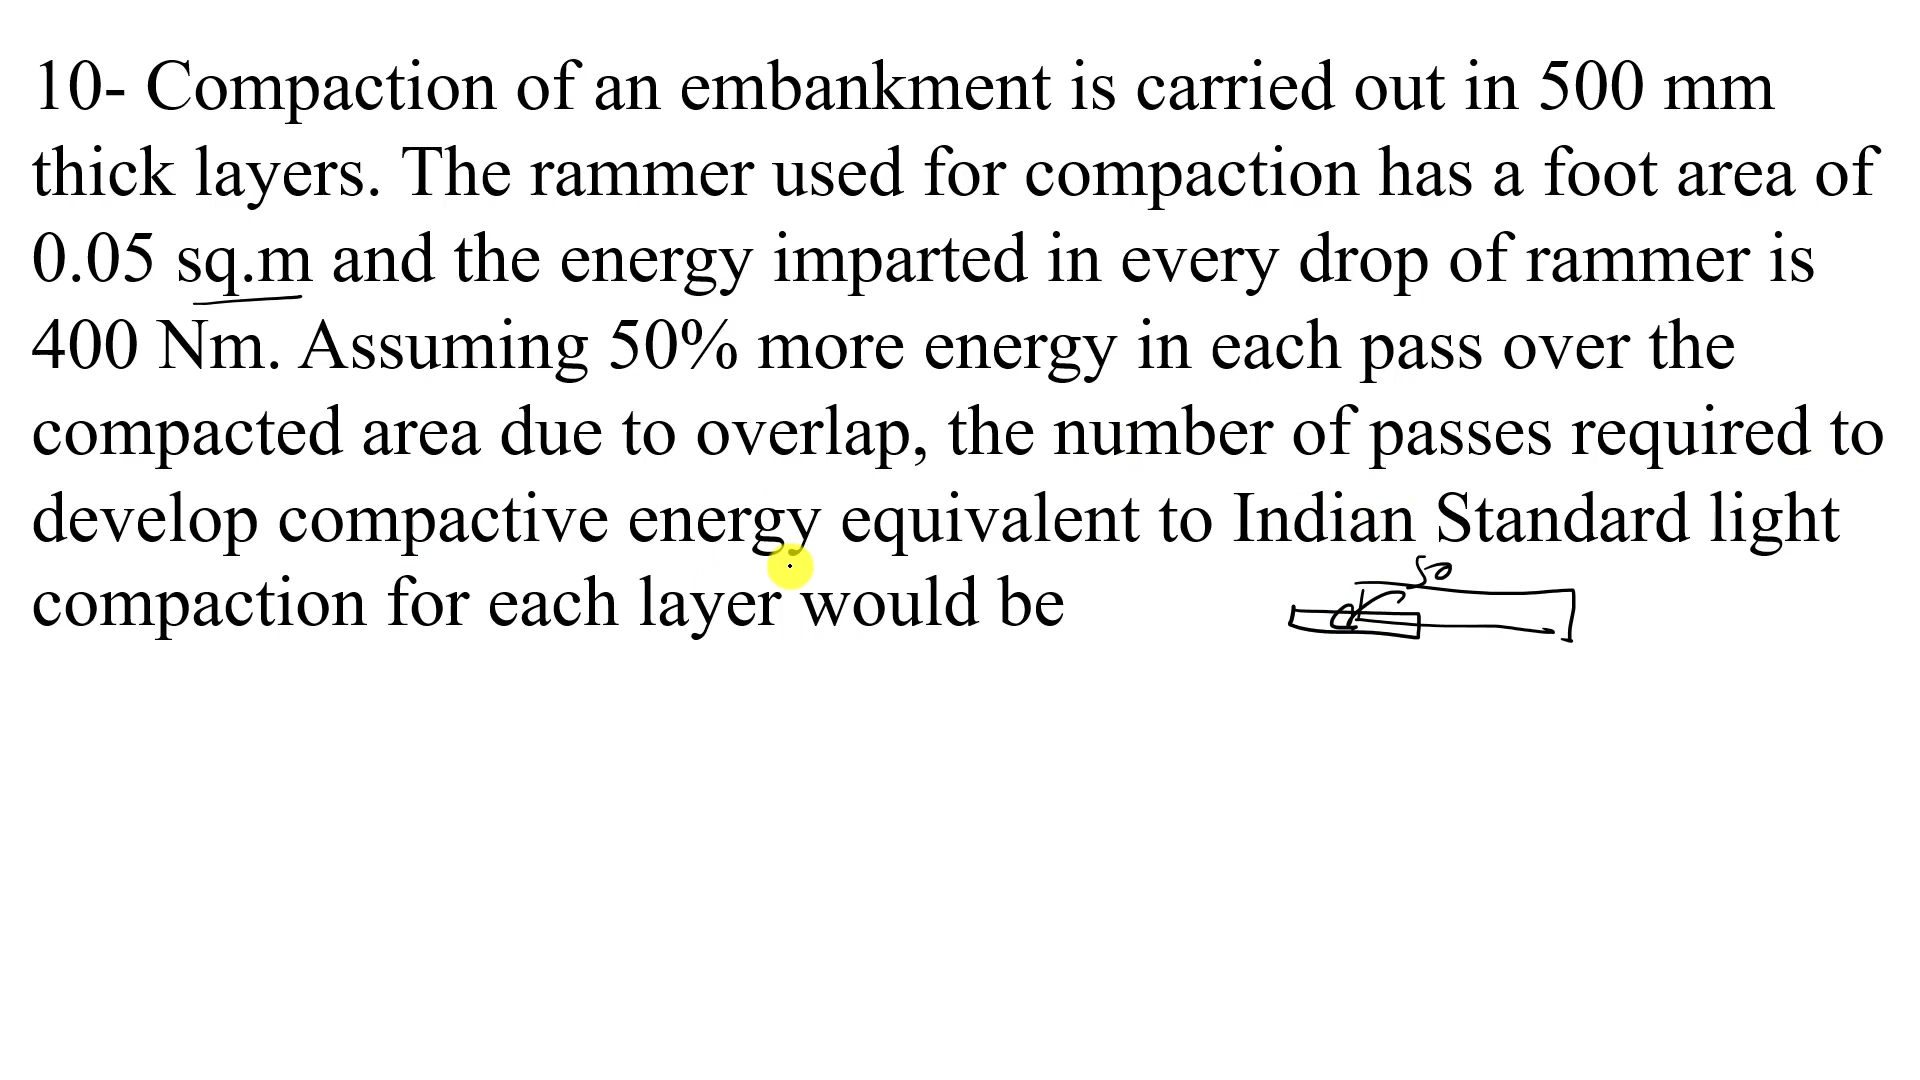 10- Compaction of an embankment is carried out in 500 mm
thick layers. The rammer used for compaction has a foot area of
0.05 sq.m and the energy imparted in every drop of rammer is
400 Nm. Assuming 50% more energy in each pass over the
compacted area due to overlap, the number of passes required to
develop compactive energy equivalent to Indian Standard light
50
compaction for each layer would be